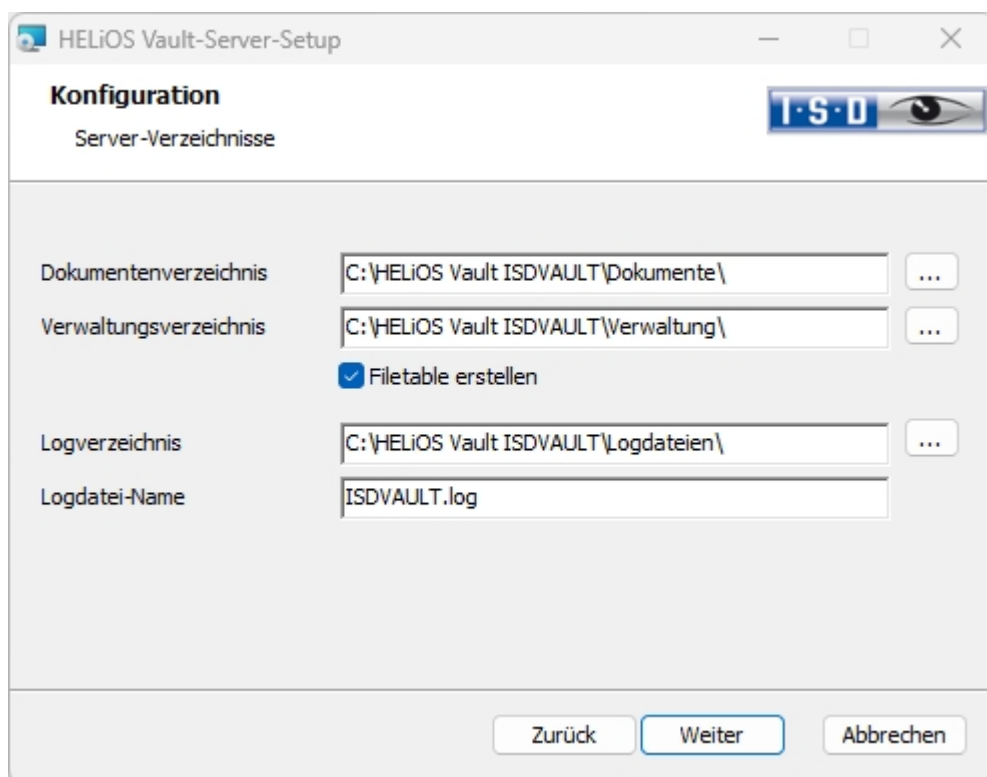 HELiOS Vault-Server-Setup
Konfiguration
Server-Verzeichnisse
I·S·D
Dokumentenverzeichnis C:\HELiOS Vault ISDVAULT\Dokumente\ ...
Verwaltungsverzeichnis C:\HELiOS Vault ISDVAULT\Verwaltung\ ...
Filetable erstellen
Logverzeichnis C:\HELiOS Vault ISDVAULT\Logdateien\ ...
Logdatei-Name ISDVAULT.log
Zurück Weiter Abbrechen